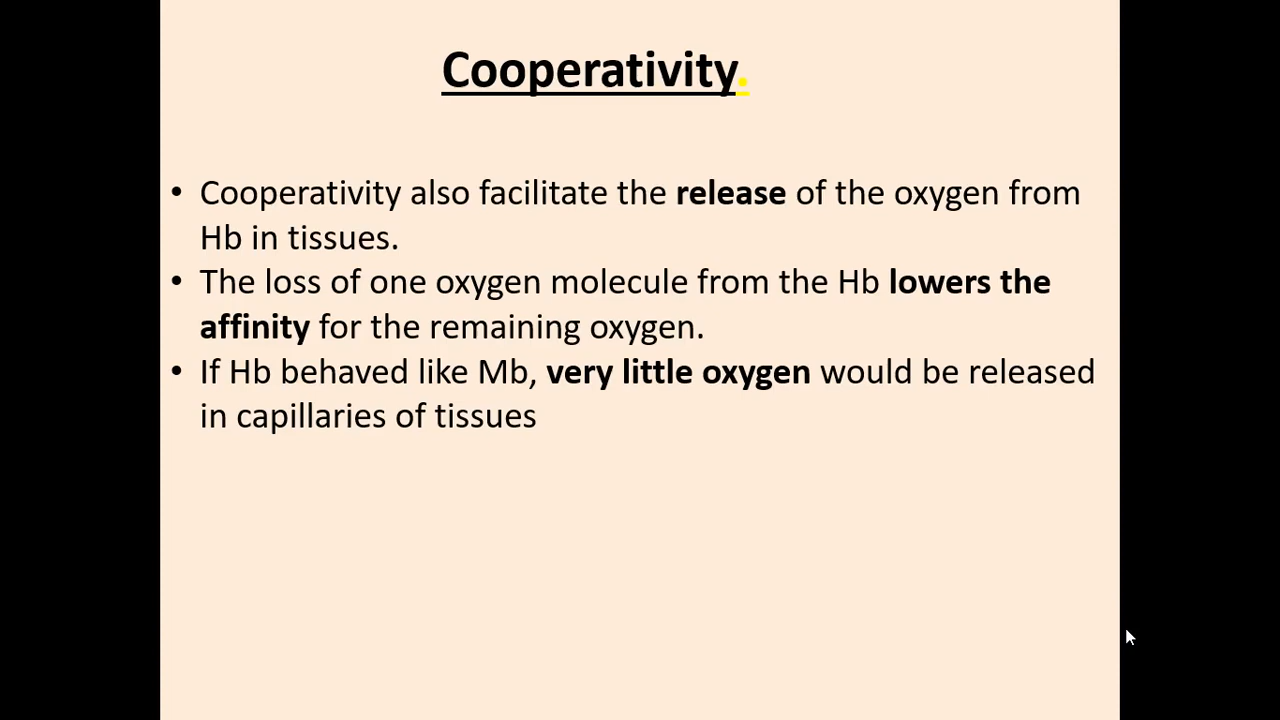 Cooperativity.
• Cooperativity also facilitate the release of the oxygen from
Hb in tissues.
• The loss of one oxygen molecule from the Hb lowers the
affinity for the remaining oxygen.
• If Hb behaved like Mb, very little oxygen would be released
in capillaries of tissues